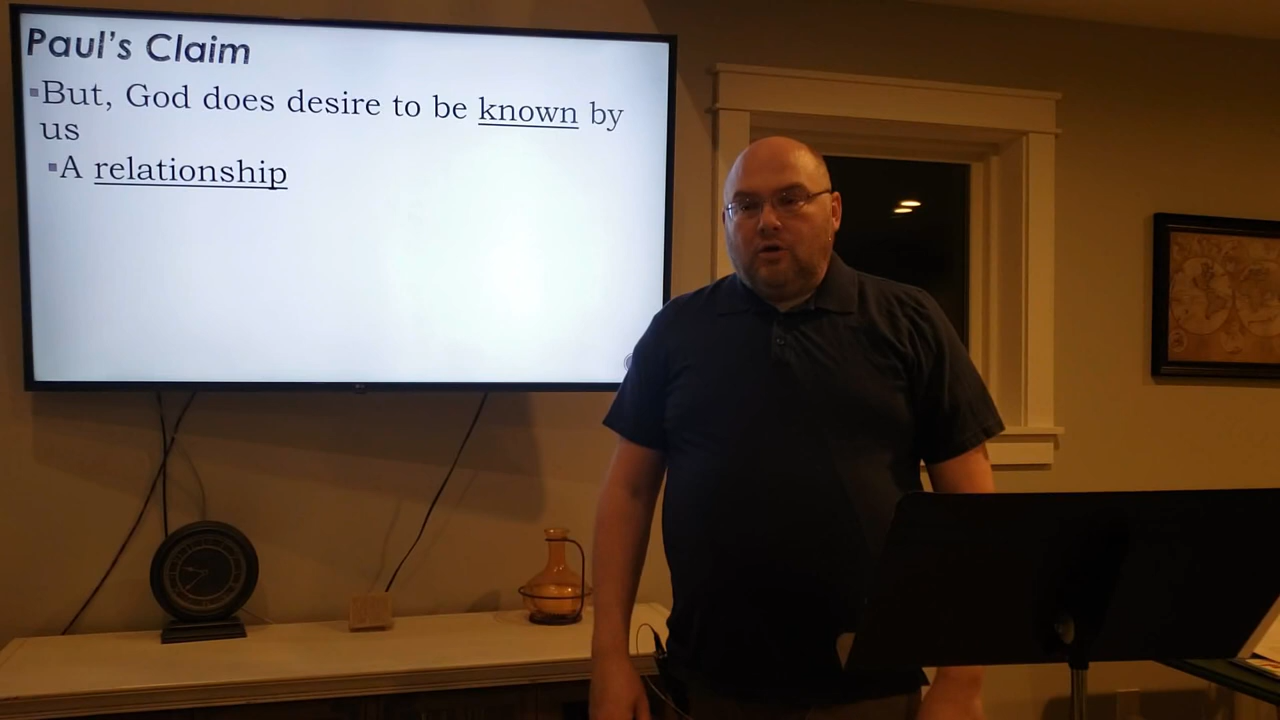 Paul's Claim
▪But, God does desire to be known by
us
▪A relationship